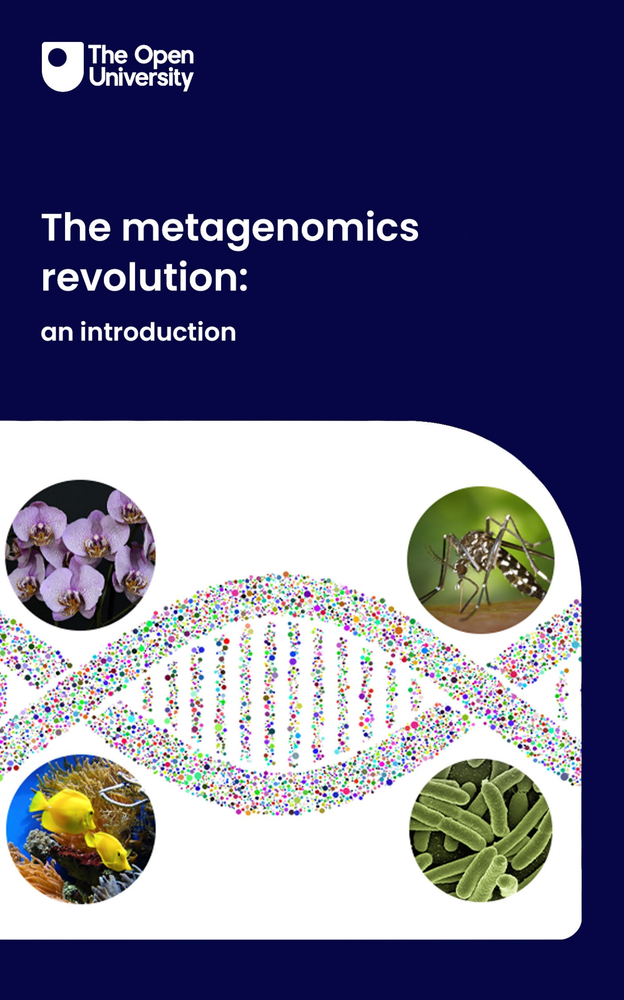 The Open
University
The metagenomics
revolution:
an introduction